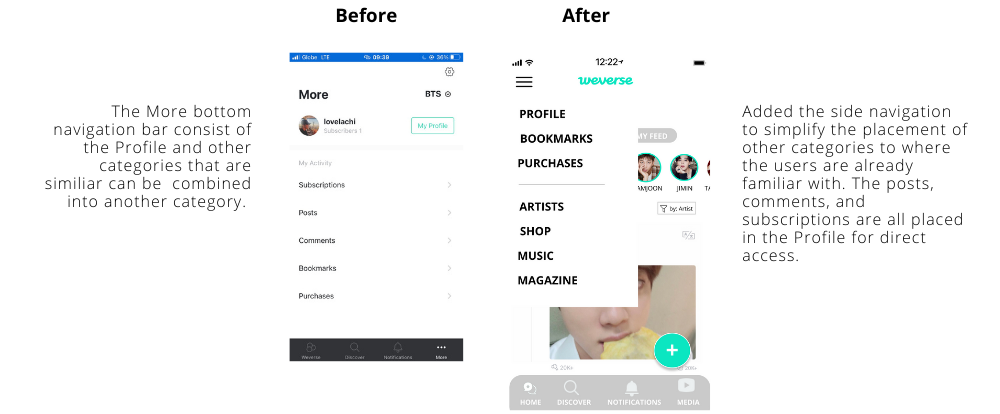 Before
After
The More bottom
navigation bar consist of
the Profile and other
categories that are
similiar can be combined
into another category.
Globe LTE
09:39
36%
More
BTS
lovelachi
Subscribers 1
My Profile
My Activity
Subscriptions
Posts
Comments
Bookmarks
Purchases
Weverse
Discover
Notifications
More
12:22
weverse
PROFILE
BOOKMARKS
PURCHASES
ARTISTS
SHOP
MUSIC
MAGAZINE
MY FEED
AMJOON
JIMIN
TA
by: Artist
20K+
20K+
HOME
DISCOVER
NOTIFICATIONS
MEDIA
Added the side navigation
to simplify the placement of
other categories to where
the users are already
familiar with. The posts,
comments, and
subscriptions are all placed
in the Profile for direct
access.